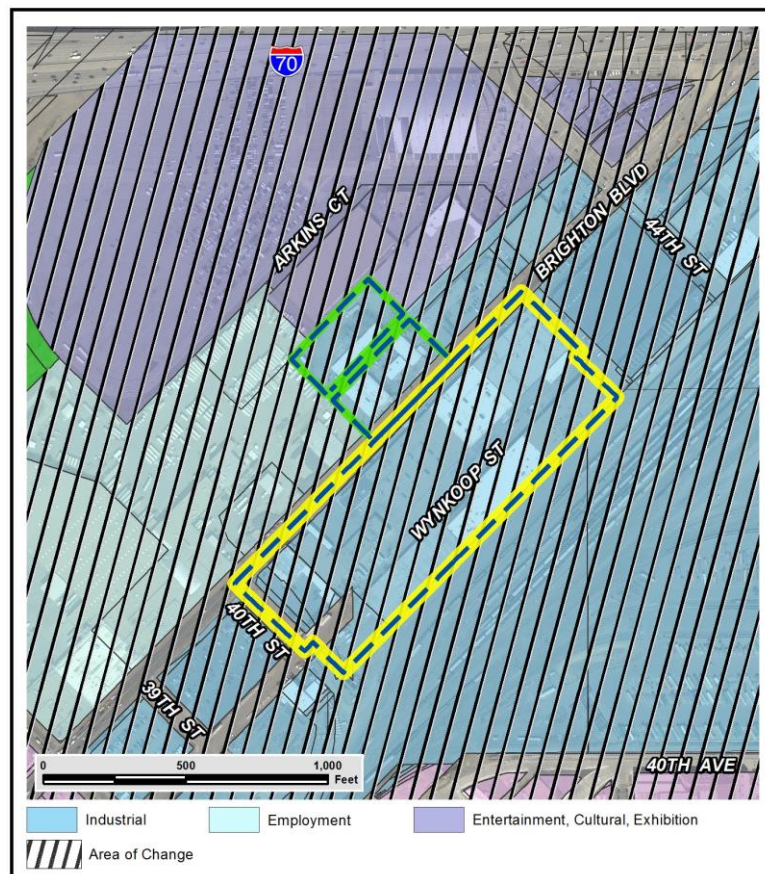 70
ARKINS CT
BRIGHTON BLVD
44TH ST
WYNKOOP ST
40TH ST
39TH ST
40TH AVE
0 500 1,000
Feet
Industrial
Employment
Entertainment, Cultural, Exhibition
Area of Change